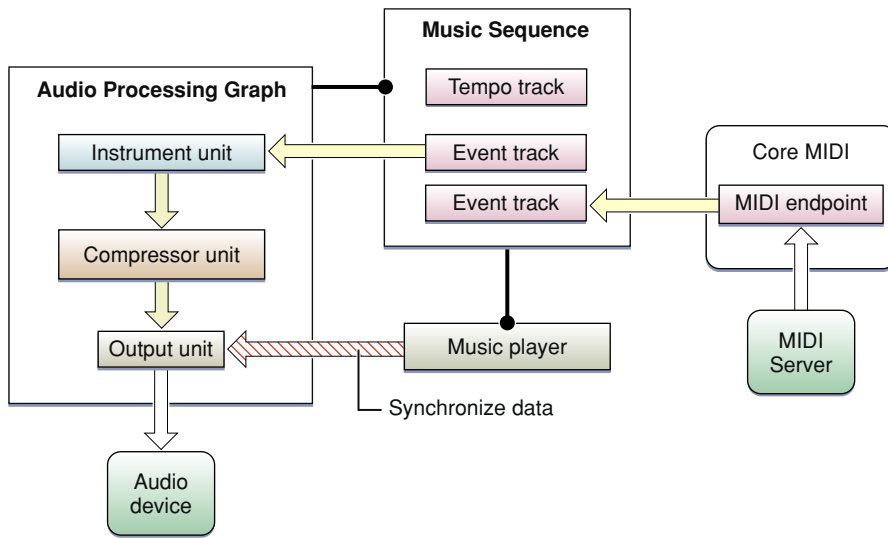 Music Sequence
Tempo track
Event track
Event track
Audio Processing Graph
Instrument unit
Compressor unit
Output unit
Core MIDI
MIDI endpoint
MIDI
Server
Music player
Synchronize data
Audio
device